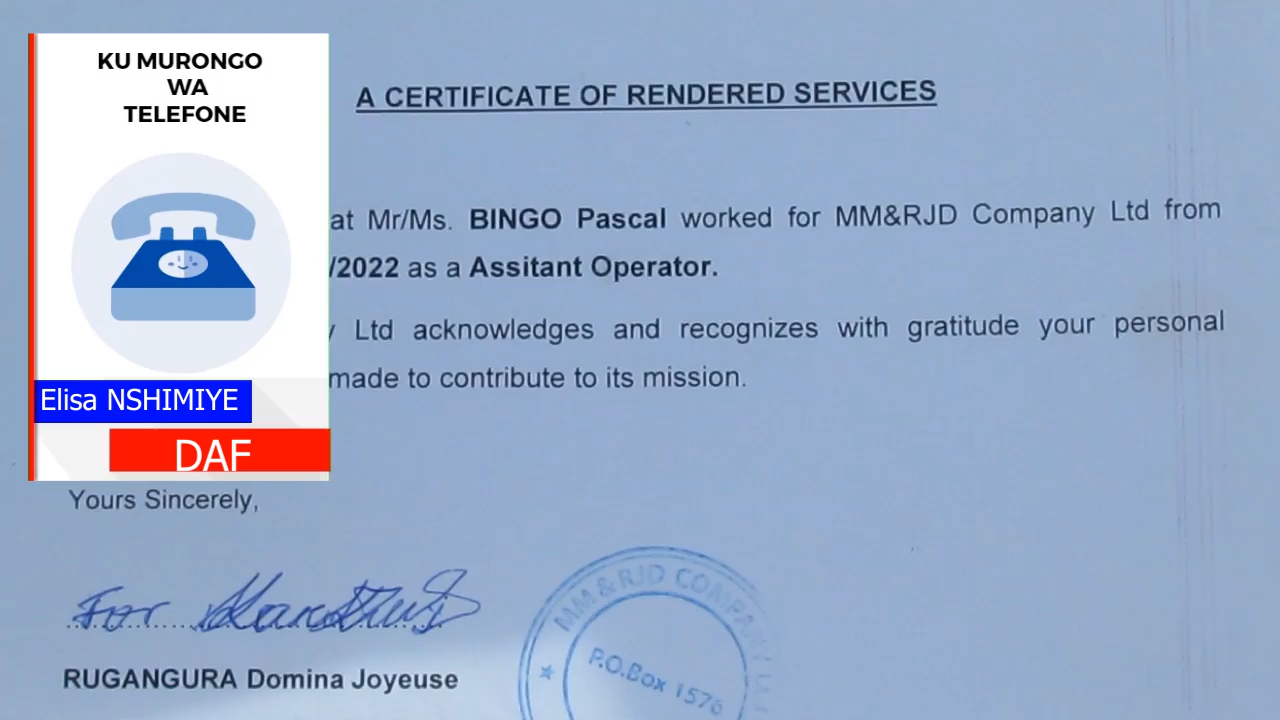 KU MURONGO
WA
TELEFONE
Elisa NSHIMIYE
DAF
A CERTIFICATE OF RENDERED SERVICES
at Mr/Ms. BINGO Pascal worked for MM&RJD Company Ltd from
/2022 as a Assitant Operator.
Ltd acknowledges and recognizes with gratitude your personal
made to contribute to its mission.
Yours Sincerely,
For
RUGANGURA Domina Joyeuse
MM & RJD COMPANY
P.O.Box 1576